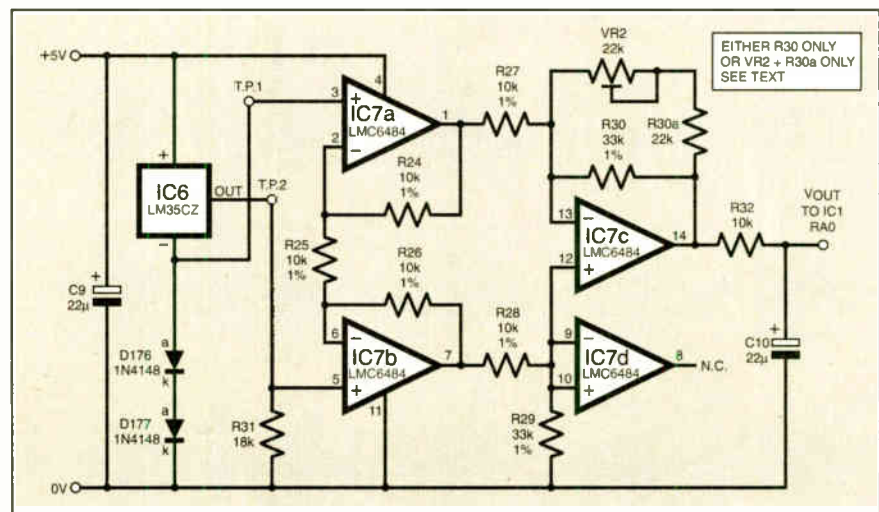 +5V
T.P.1
4
3
+
IC7a
LMC6484
2
−
1
R27
10k
1%
VR2
22k
EITHER R30 ONLY
OR VR2 + R30a ONLY
SEE TEXT
R30
33k
1%
R30a
22k
+
IC6
LM35CZ
−
OUT
T.P.2
R24
10k
1%
R25
10k
1%
R26
10k
1%
13
−
IC7c
LMC6484
12
+
14
R32
10k
VOUT
TO IC1
RA0
+
C9
22µ
6
−
IC7b
LMC6484
5
+
7
11
R28
10k
1%
9
−
IC7d
LMC6484
10
+
8
N.C.
+
C10
22µ
a
D176
1N4148
k
a
D177
1N4148
k
R31
18k
R29
33k
1%
0V